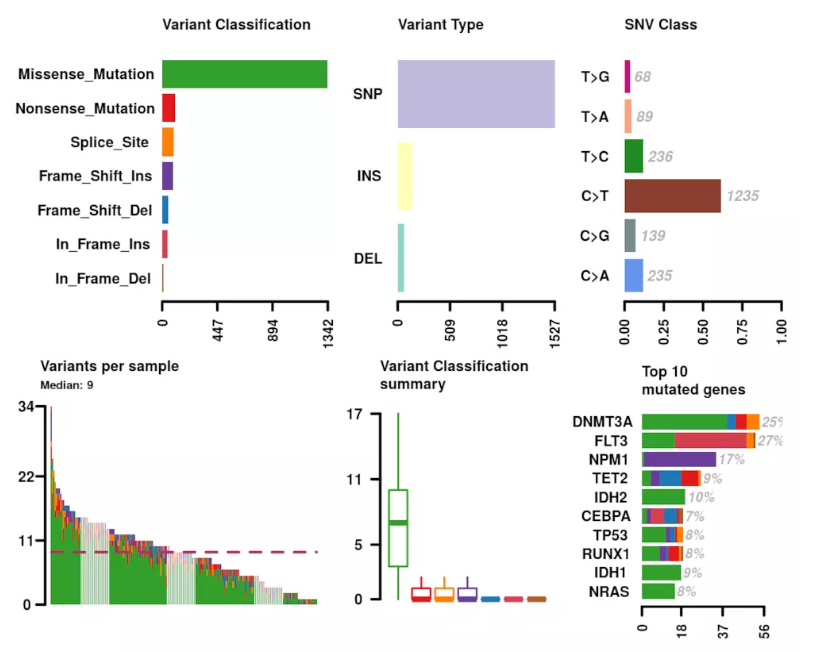 Variant Classification
Missense_Mutation
Nonsense_Mutation
Splice_Site
Frame_Shift_Ins
Frame_Shift_Del
In_Frame_Ins
In_Frame_Del
0
447
894
1342
Variant Type
SNP
INS
DEL
0
509
1018
1527
SNV Class
T>G
68
T>A
89
T>C
236
C>T
1235
C>G
139
C>A
235
0.00
0.25
0.50
0.75
1.00
Variants per sample
Median: 9
34
22
11
0
Variant Classification
summary
17
11
5
0
Top 10
mutated genes
DNMT3A
25%
FLT3
27%
NPM1
17%
TET2
9%
IDH2
10%
CEBPA
7%
TP53
8%
RUNX1
8%
IDH1
9%
NRAS
8%
0
18
37
56